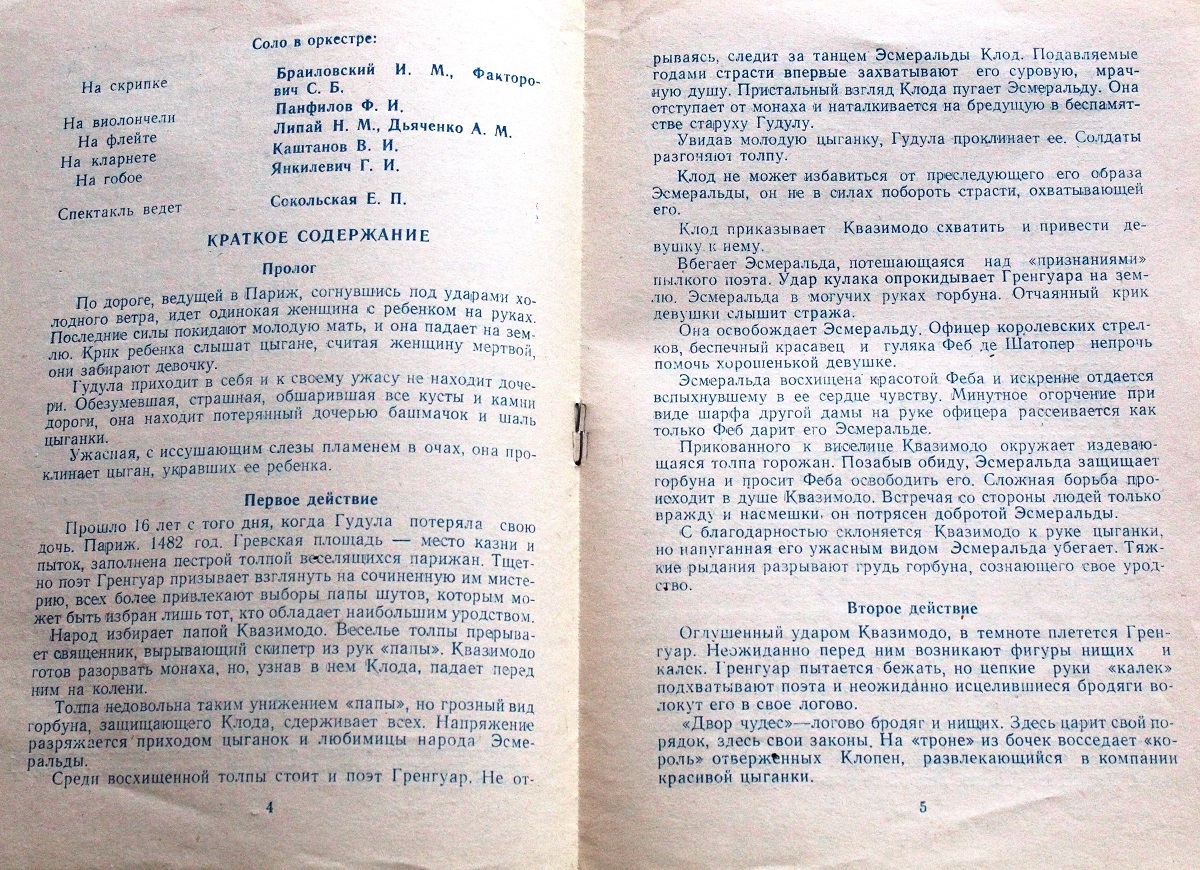 Соло в оркестре:
На скрипке Браиловский И. М., Факторо-
вич С. Б.
На виолончели Панфилов Ф. И.
На флейте Липай Н. М., Дьяченко А. М.
На кларнете Каштанов В. И.
На гобое Янкилевич Г. И.
Спектакль ведет Сокольская Е. П.
КРАТКОЕ СОДЕРЖАНИЕ
Пролог
По дороге, ведущей в Париж, согнувшись под ударами хо-
лодного ветра, идет одинокая женщина с ребенком на руках.
Последние силы покидают молодую мать, и она падает на зем-
лю. Крик ребенка слышат цыгане, считая женщину мертвой,
они забирают девочку.
Гудула приходит в себя и к своему ужасу не находит доче-
ри. Обезумевшая, страшная, обшарившая все кусты и камни
дороги, она находит потерянный дочерью башмачок и шаль
цыганки.
Ужасная, с иссушающим слезы пламенем в очах, она про-
клинает цыган, укравших ее ребенка.
Первое действие
Прошло 16 лет с того дня, когда Гудула потеряла свою
дочь. Париж. 1482 год. Гревская площадь — место казни и
пыток, заполнена пестрой толпой веселящихся парижан. Тщет-
но поэт Гренгуар призывает взглянуть на сочиненную им мисте-
рию, всех более привлекают выборы папы шутов, которым мо-
жет быть избран лишь тот, кто обладает наибольшим уродством.
Народ избирает папой Квазимодо. Веселье толпы прерыва-
ет священник, вырывающий скипетр из рук «папы». Квазимодо
готов разорвать монаха, но, узнав в нем Клода, падает перед
ним на колени.
Толпа недовольна таким унижением «папы», но грозный вид
горбуна, защищающего Клода, сдерживает всех. Напряжение
разряжается приходом цыганок и любимицы народа Эсме-
ральды.
Среди восхищенной толпы стоит и поэт Гренгуар. Не от-
4
рываясь, следит за танцем Эсмеральды Клод. Подавляемые
годами страсти впервые захватывают его суровую, мрач-
ную душу. Пристальный взгляд Клода пугает Эсмеральду. Она
отступает от монаха и наталкивается на бредущую в беспамят-
стве старуху Гудулу.
Увидав молодую цыганку, Гудула проклинает ее. Солдаты
разгоняют толпу.
Клод не может избавиться от преследующего его образа
Эсмеральды, он не в силах побороть страсти, охватывающей
его.
Клод приказывает Квазимодо схватить и привести де-
вушку к нему.
Вбегает Эсмеральда, потешающаяся над «признаниями»
пылкого поэта. Удар кулака опрокидывает Гренгуара на зем-
лю. Эсмеральда в могучих руках горбуна. Отчаянный крик
девушки слышит стража.
Она освобождает Эсмеральду. Офицер королевских стрел-
ков, беспечный красавец и гуляка Феб де Шатопер непрочь
помочь хорошенькой девушке.
Эсмеральда восхищена красотой Феба и искренне отдается
вспыхнувшему в ее сердце чувству. Минутное огорчение при
виде шарфа другой дамы на руке офицера рассеивается как
только Феб дарит его Эсмеральде.
Прикованного к виселице Квазимодо окружает издеваю-
щаяся толпа горожан. Позабыв обиду, Эсмеральда защищает
горбуна и просит Феба освободить его. Сложная борьба про-
исходит в душе Квазимодо. Встречая со стороны людей только
вражду и насмешки, он потрясен добротой Эсмеральды.
С благодарностью склоняется Квазимодо к руке цыганки,
но напуганная его ужасным видом Эсмеральда убегает. Тяж-
кие рыдания разрывают грудь горбуна, сознающего свое урод-
ство.
Второе действие
Оглушенный ударом Квазимодо, в темноте плетется Грен-
гуар. Неожиданно перед ним возникают фигуры нищих и
калек. Гренгуар пытается бежать, но цепкие руки «калек»
подхватывают поэта и неожиданно исцелившиеся бродяги во-
локут его в свое логово.
«Двор чудес»—логово бродяг и нищих. Здесь царит свой по-
рядок, здесь свои законы. На «троне» из бочек восседает «ко-
роль» отверженных Клопен, развлекающийся в компании
красивой цыганки.
5